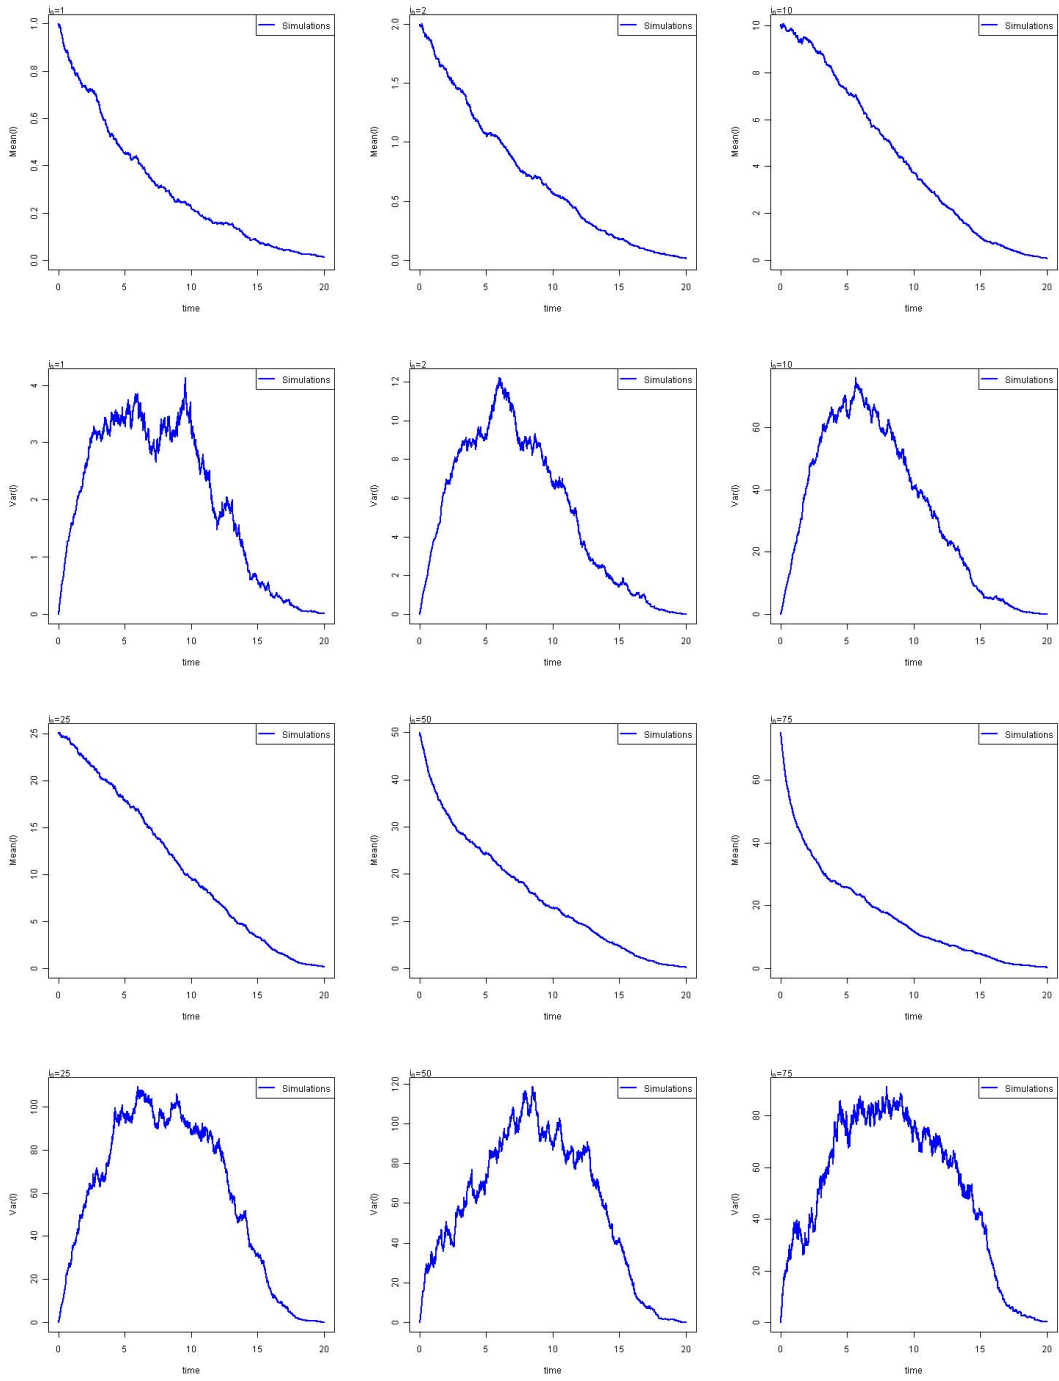 i₀=1
Simulations
Mean(I)
0.0 0.2 0.4 0.6 0.8 1.0
0 5 10 15 20
time
i₀=2
Simulations
Mean(I)
0.0 0.5 1.0 1.5 2.0
0 5 10 15 20
time
i₀=10
Simulations
Mean(I)
0 2 4 6 8 10
0 5 10 15 20
time
i₀=1
Simulations
Var(I)
0 1 2 3 4
0 5 10 15 20
time
i₀=2
Simulations
Var(I)
0 2 4 6 8 10 12
0 5 10 15 20
time
i₀=10
Simulations
Var(I)
0 20 40 60
0 5 10 15 20
time
i₀=25
Simulations
Mean(I)
0 5 10 15 20 25
0 5 10 15 20
time
i₀=50
Simulations
Mean(I)
0 10 20 30 40 50
0 5 10 15 20
time
i₀=75
Simulations
Mean(I)
0 20 40 60
0 5 10 15 20
time
i₀=25
Simulations
Var(I)
0 20 40 60 80 100
0 5 10 15 20
time
i₀=50
Simulations
Var(I)
0 20 40 60 80 100 120
0 5 10 15 20
time
i₀=75
Simulations
Var(I)
0 20 40 60 80
0 5 10 15 20
time